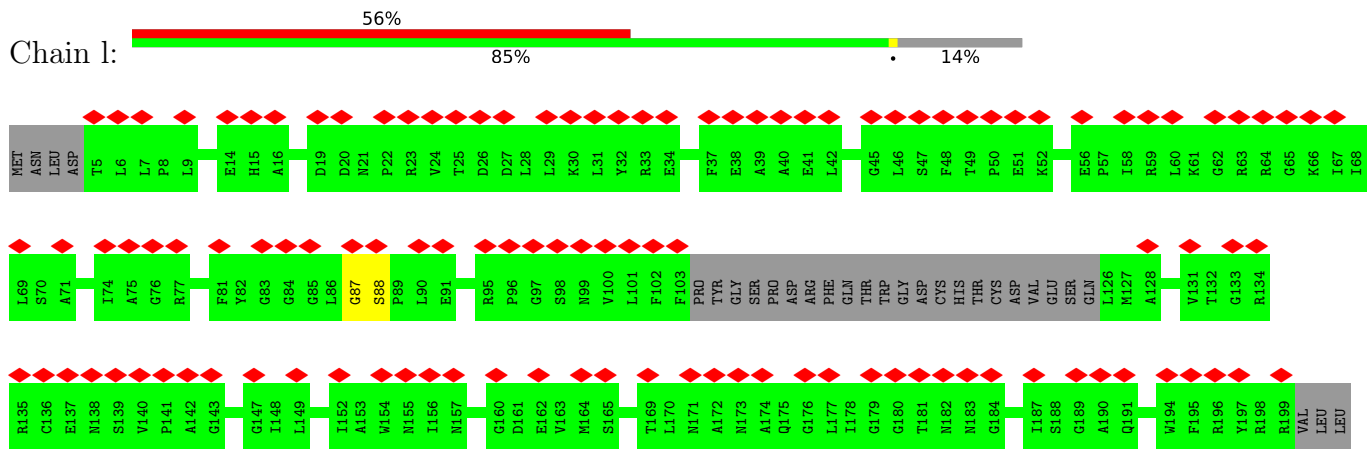 56%
Chain l:
85% • 14%
MET ASN LEU ASP T5 L6 L7 P8 L9 E14 H15 A16 D19 D20 N21 P22 R23 V24 T25 D26 D27 L28 L29 K30 L31 Y32 R33 E34 F37 E38 A39 A40 E41 L42 G45 L46 S47 F48 T49 P50 E51 K52 E56 P57 I58 R59 L60 K61 G62 R63 R64 G65 K66 I67 I68
L69 S70 A71 I74 A75 G76 R77 F81 Y82 G83 G84 G85 L86 G87 S88 P89 L90 E91 R95 P96 G97 S98 N99 V100 L101 F102 F103 PRO TYR GLY SER PRO ASP ARG PHE GLN THR TRP GLY ASP CYS HIS THR CYS ASP VAL GLU SER GLN L126 M127 A128 V131 T132 G133 R134
R135 C136 E137 N138 S139 V140 P141 A142 G143 G147 I148 L149 I152 A153 W154 N155 I156 N157 G160 D161 E162 V163 M164 S165 T169 L170 N171 A172 N173 A174 Q175 G176 L177 I178 G179 G180 T181 N182 N183 G184 I187 S188 G189 A190 Q191 W194 F195 R196 Y197 R198 R199 VAL LEU LEU